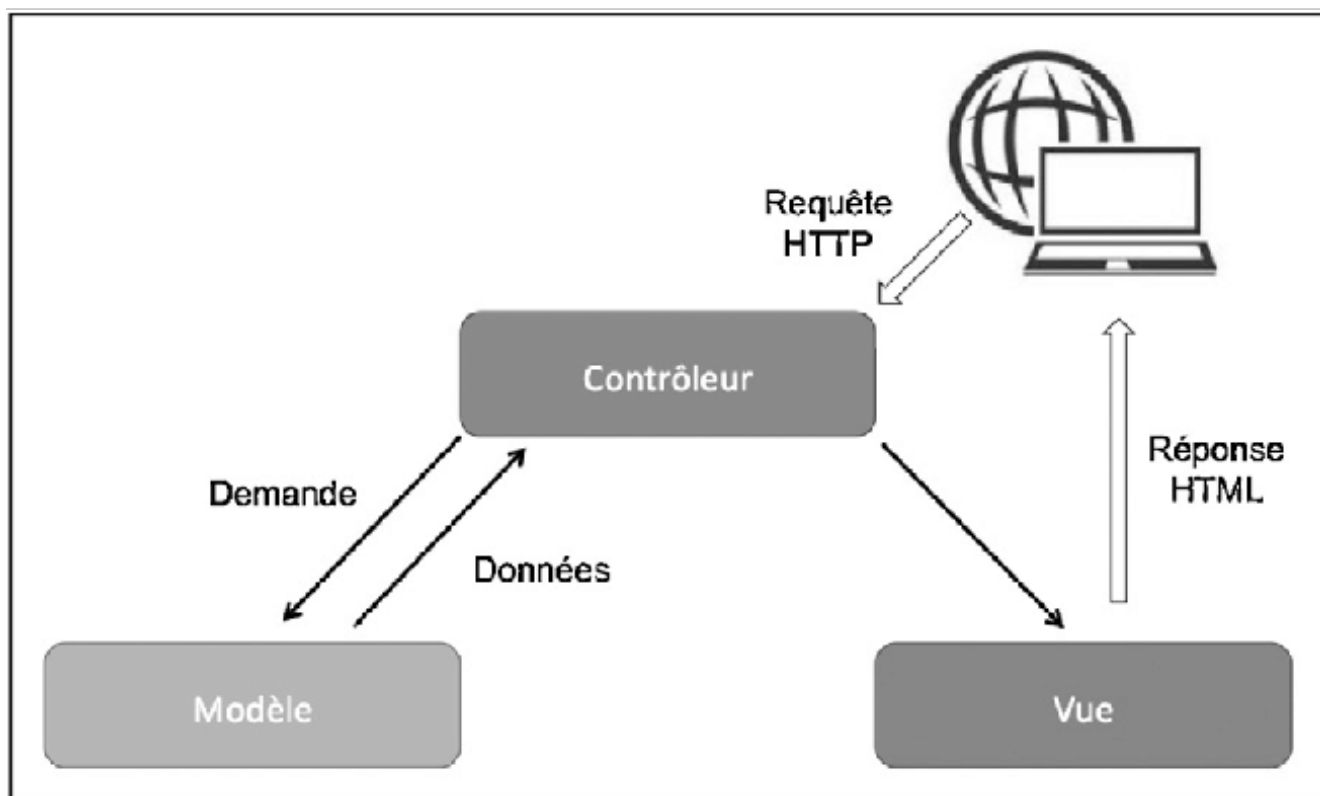 Requête
HTTP
Contrôleur
Demande
Données
Réponse
HTML
Modèle
Vue